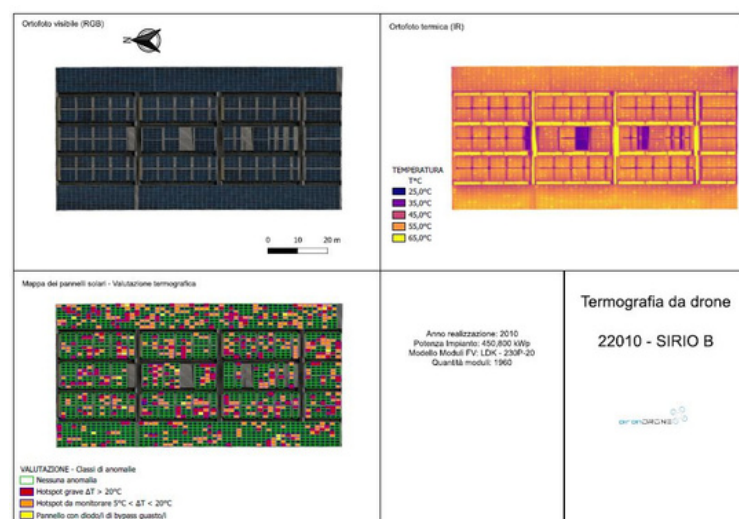 Ortofoto visibile (RGB)
N
0 10 20 m
Ortofoto termica (IR)
TEMPERATURA
T°C
25,0°C
35,0°C
45,0°C
55,0°C
65,0°C
Mappa dei pannelli solari - Valutazione termografica
VALUTAZIONE - Classi di anomalie
Nessuna anomalia
Hotspot grave ΔT > 20°C
Hotspot da monitorare 5°C < ΔT < 20°C
Pannello con diodo/i di bypass guasto/i
Anno realizzazione: 2010
Potenza Impianto: 450,800 kWp
Modello Moduli FV: LDK - 230P-20
Quantità moduli: 1960
Termografia da drone
22010 - SIRIO B